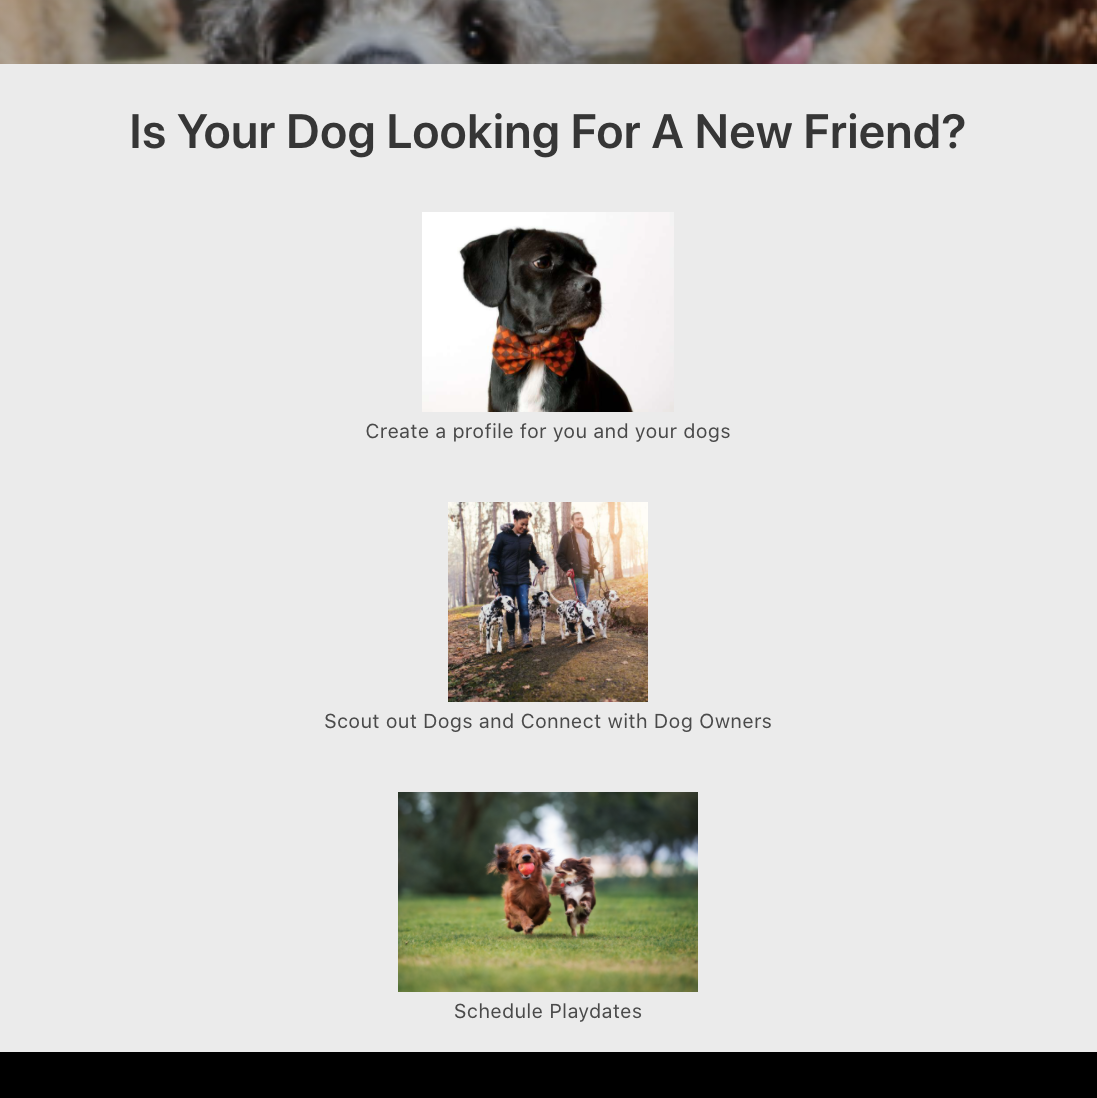 Is Your Dog Looking For A New Friend?
Create a profile for you and your dogs
Scout out Dogs and Connect with Dog Owners
Schedule Playdates